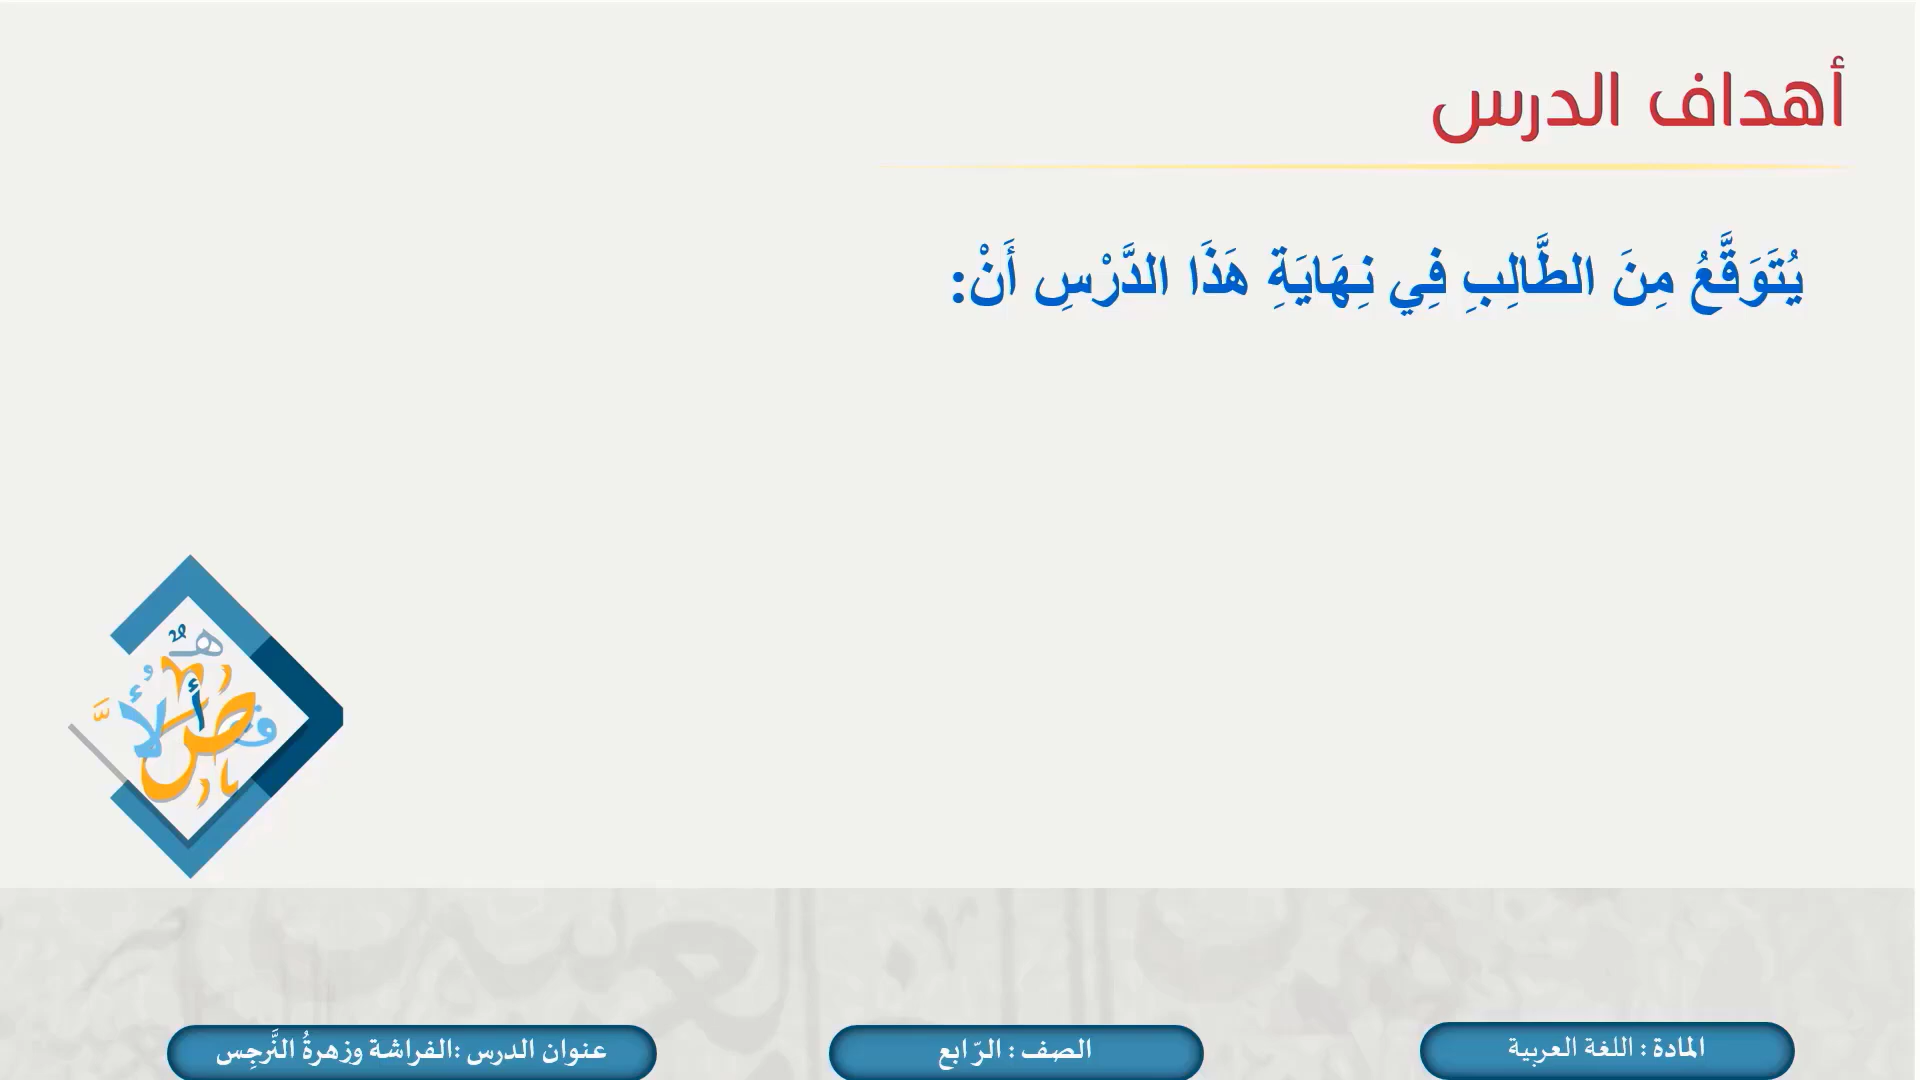 أهداف الدرس
يُتَوَقَّعُ مِنَ الطَّالِبِ فِي نِهَايَةِ هَذَا الدَّرْسِ أَنْ:
المادة : اللغة العربية
الصف : الرّابع
عنوان الدرس :الفراشة وزهرةُ النَّرجِس